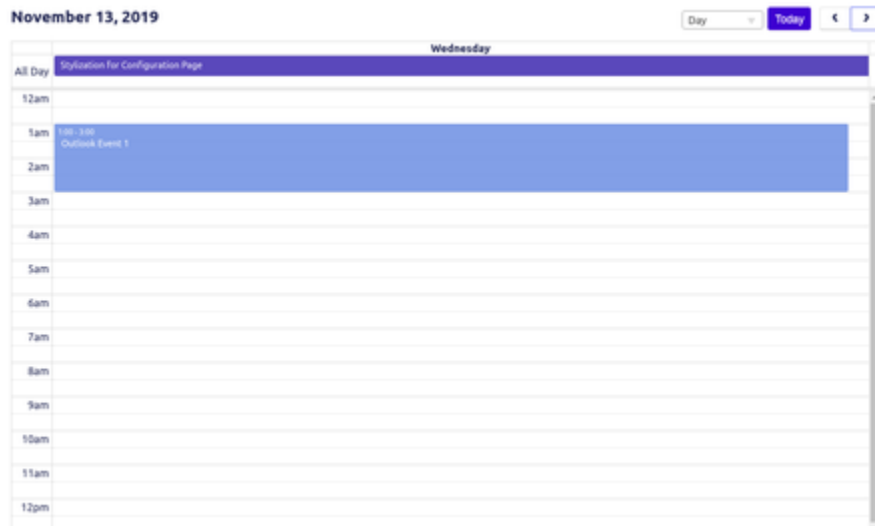 November 13, 2019
Day
Today
Wednesday
All Day
Stylization for Configuration Page
12am
1am
1:00 - 3:00
Outlook Event 1
2am
3am
4am
5am
6am
7am
8am
9am
10am
11am
12pm